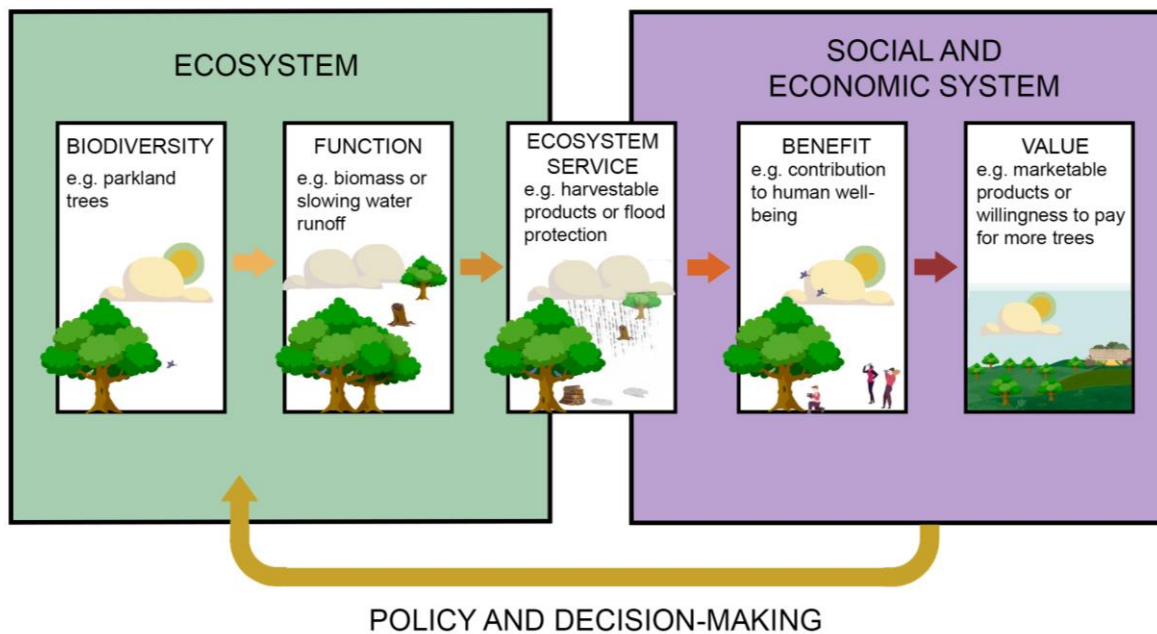 ECOSYSTEM
SOCIAL AND
ECONOMIC SYSTEM
BIODIVERSITY
e.g. parkland
trees
FUNCTION
e.g. biomass or
slowing water
runoff
ECOSYSTEM
SERVICE
e.g. harvestable
products or flood
protection
BENEFIT
e.g. contribution
to human well-
being
VALUE
e.g. marketable
products or
willingness to pay
for more trees
POLICY AND DECISION-MAKING